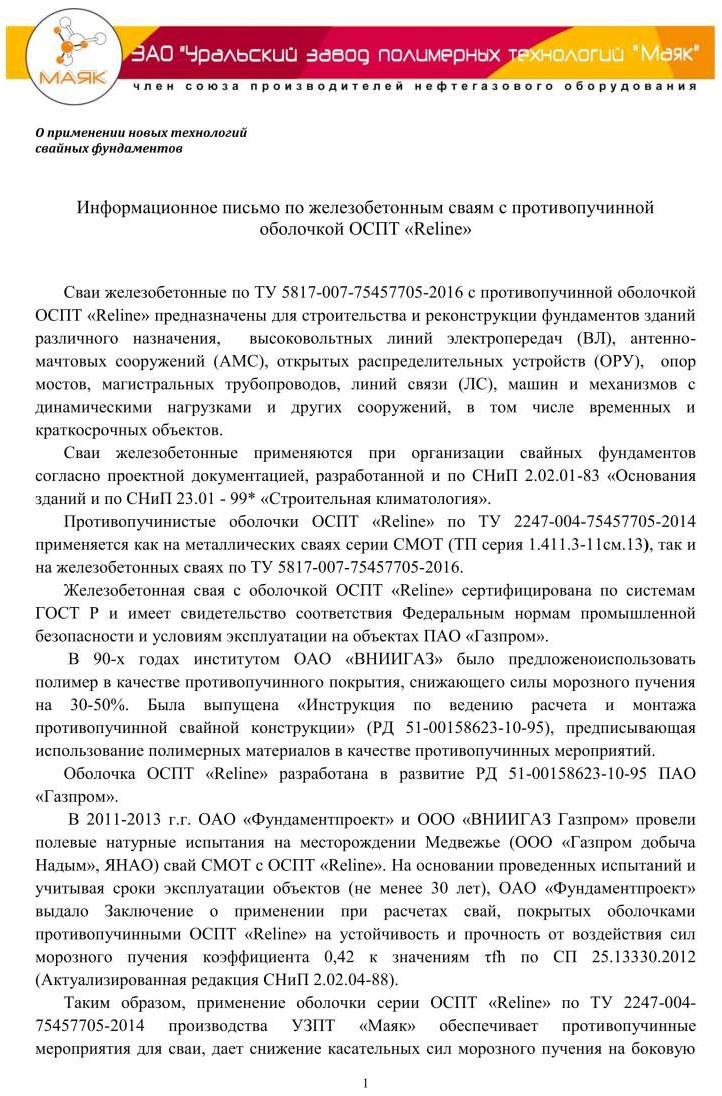 МАЯК
ЗАО "Уральский завод полимерных технологий "Маяк"
член союза производителей нефтегазового оборудования
О применении новых технологий
свайных фундаментов
Информационное письмо по железобетонным сваям с противопучинной
оболочкой ОСПТ «Reline»
Сваи железобетонные по ТУ 5817-007-75457705-2016 с противопучинной оболочкой
ОСПТ «Reline» предназначены для строительства и реконструкции фундаментов зданий
различного назначения, высоковольтных линий электропередач (ВЛ), антенно-
мачтовых сооружений (АМС), открытых распределительных устройств (ОРУ), опор
мостов, магистральных трубопроводов, линий связи (ЛС), машин и механизмов с
динамическими нагрузками и других сооружений, в том числе временных и
краткосрочных объектов.
Сваи железобетонные применяются при организации свайных фундаментов
согласно проектной документацией, разработанной и по СНиП 2.02.01-83 «Основания
зданий и по СНиП 23.01 - 99* «Строительная климатология».
Противопучинистые оболочки ОСПТ «Reline» по ТУ 2247-004-75457705-2014
применяется как на металлических сваях серии СМОТ (ТП серия 1.411.3-11см.13), так и
на железобетонных сваях по ТУ 5817-007-75457705-2016.
Железобетонная свая с оболочкой ОСПТ «Reline» сертифицирована по системам
ГОСТ Р и имеет свидетельство соответствия Федеральным нормам промышленной
безопасности и условиям эксплуатации на объектах ПАО «Газпром».
В 90-х годах институтом ОАО «ВНИИГАЗ» было предложеноиспользовать
полимер в качестве противопучинного покрытия, снижающего силы морозного пучения
на 30-50%. Была выпущена «Инструкция по ведению расчета и монтажа
противопучинной свайной конструкции» (РД 51-00158623-10-95), предписывающая
использование полимерных материалов в качестве противопучинных мероприятий.
Оболочка ОСПТ «Reline» разработана в развитие РД 51-00158623-10-95 ПАО
«Газпром».
В 2011-2013 г.г. ОАО «Фундаментпроект» и ООО «ВНИИГАЗ Газпром» провели
полевые натурные испытания на месторождении Медвежье (ООО «Газпром добыча
Надым», ЯНАО) свай СМОТ с ОСПТ «Reline». На основании проведенных испытаний и
учитывая сроки эксплуатации объектов (не менее 30 лет), ОАО «Фундаментпроект»
выдало Заключение о применении при расчетах свай, покрытых оболочками
противопучинными ОСПТ «Reline» на устойчивость и прочность от воздействия сил
морозного пучения коэффициента 0,42 к значениям τfh по СП 25.13330.2012
(Актуализированная редакция СНиП 2.02.04-88).
Таким образом, применение оболочки серии ОСПТ «Reline» по ТУ 2247-004-
75457705-2014 производства УЗПТ «Маяк» обеспечивает противопучинные
мероприятия для сваи, дает снижение касательных сил морозного пучения на боковую
1